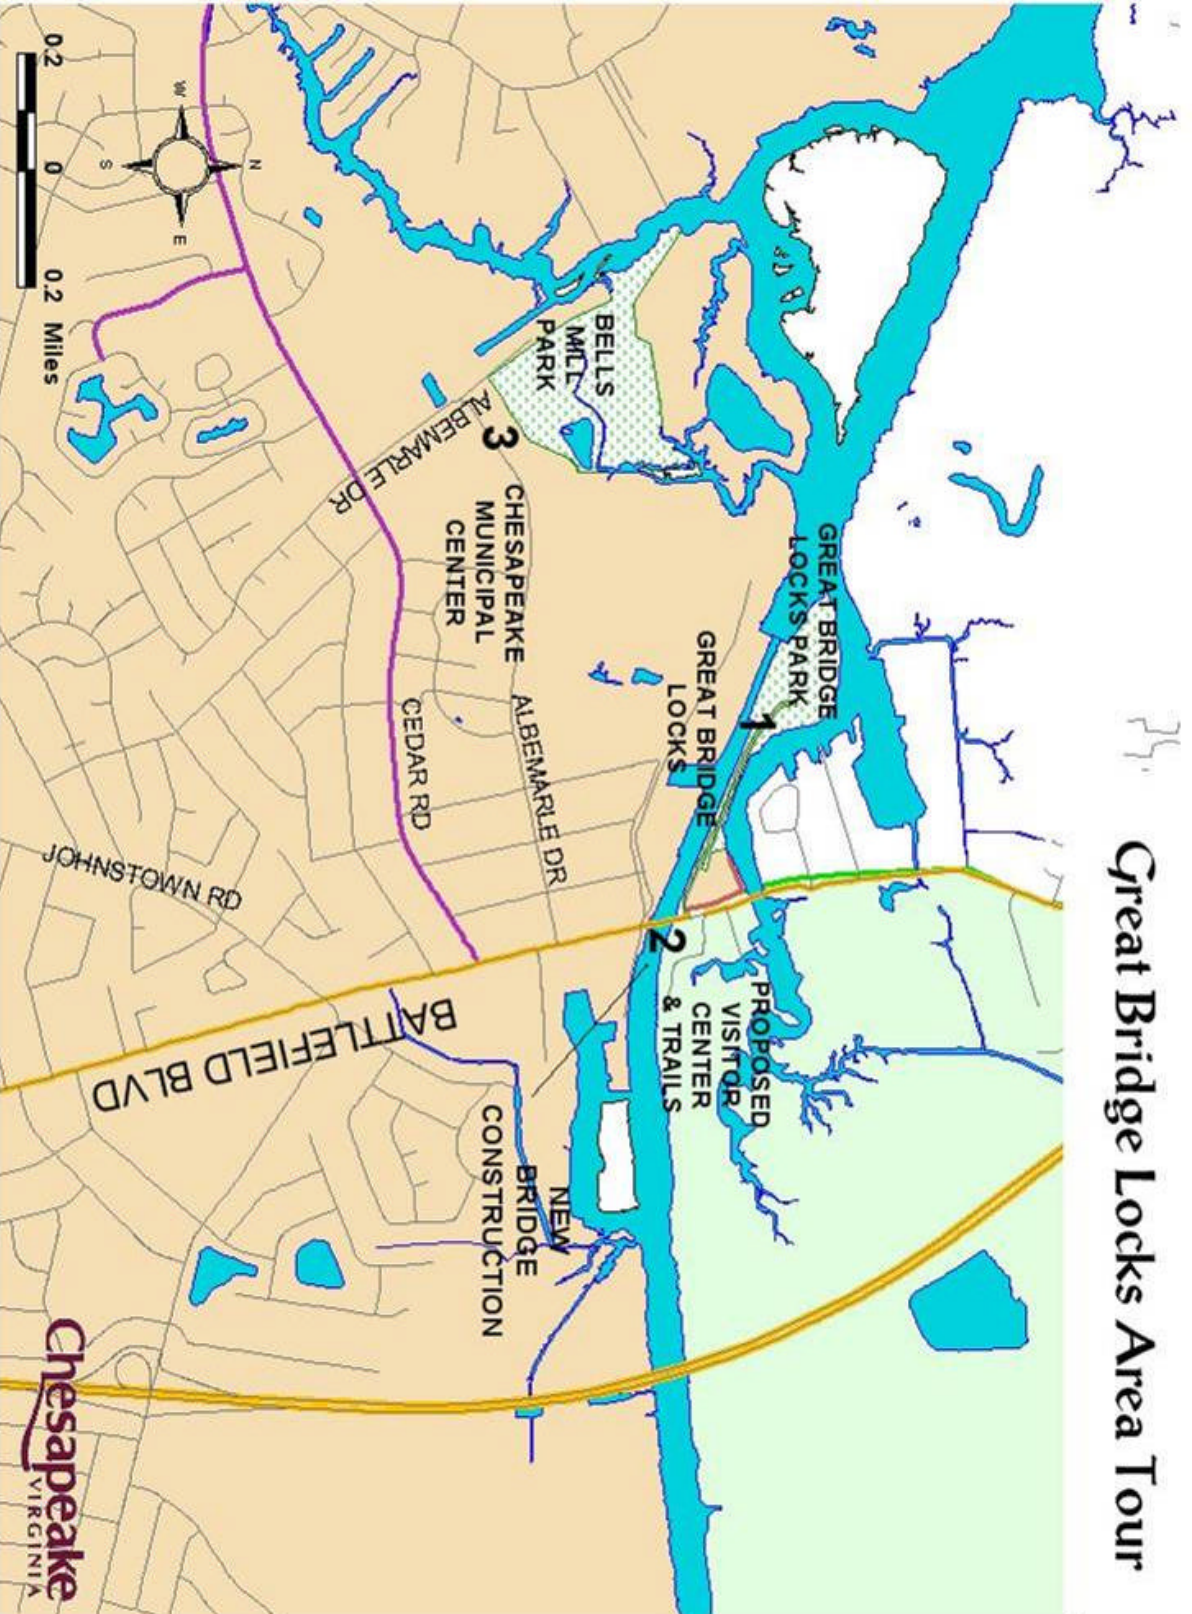 Great Bridge Locks Area Tour
GREAT BRIDGE
LOCKS PARK
1
GREAT BRIDGE
LOCKS
2
PROPOSED
VISITOR
CENTER
& TRAILS
BELLS
MILL
PARK
3
ALBEMARLE DR
CHESAPEAKE
MUNICIPAL
CENTER
ALBEMARLE DR
CEDAR RD
JOHNSTOWN RD
BATTLEFIELD BLVD
NEW
BRIDGE
CONSTRUCTION
N
W
E
S
0.2 0 0.2 Miles
Chesapeake
VIRGINIA